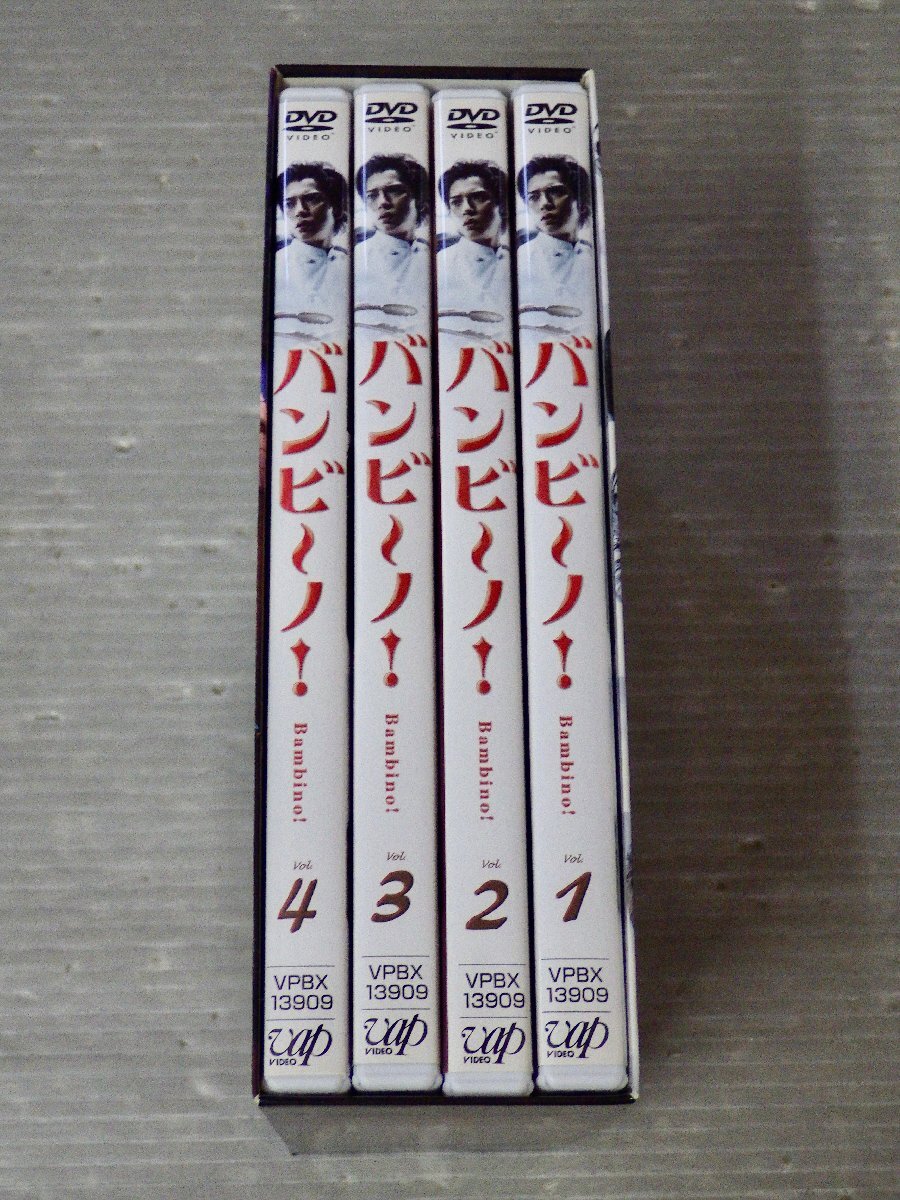 DVD
VIDEO
バンビ〜ノ!
Bambino!
Vol.
4
VPBX
13909
vap
VIDEO
DVD
VIDEO
バンビ〜ノ!
Bambino!
Vol.
3
VPBX
13909
vap
VIDEO
DVD
VIDEO
バンビ〜ノ!
Bambino!
Vol.
2
VPBX
13909
vap
VIDEO
DVD
VIDEO
バンビ〜ノ!
Bambino!
Vol.
1
VPBX
13909
vap
VIDEO